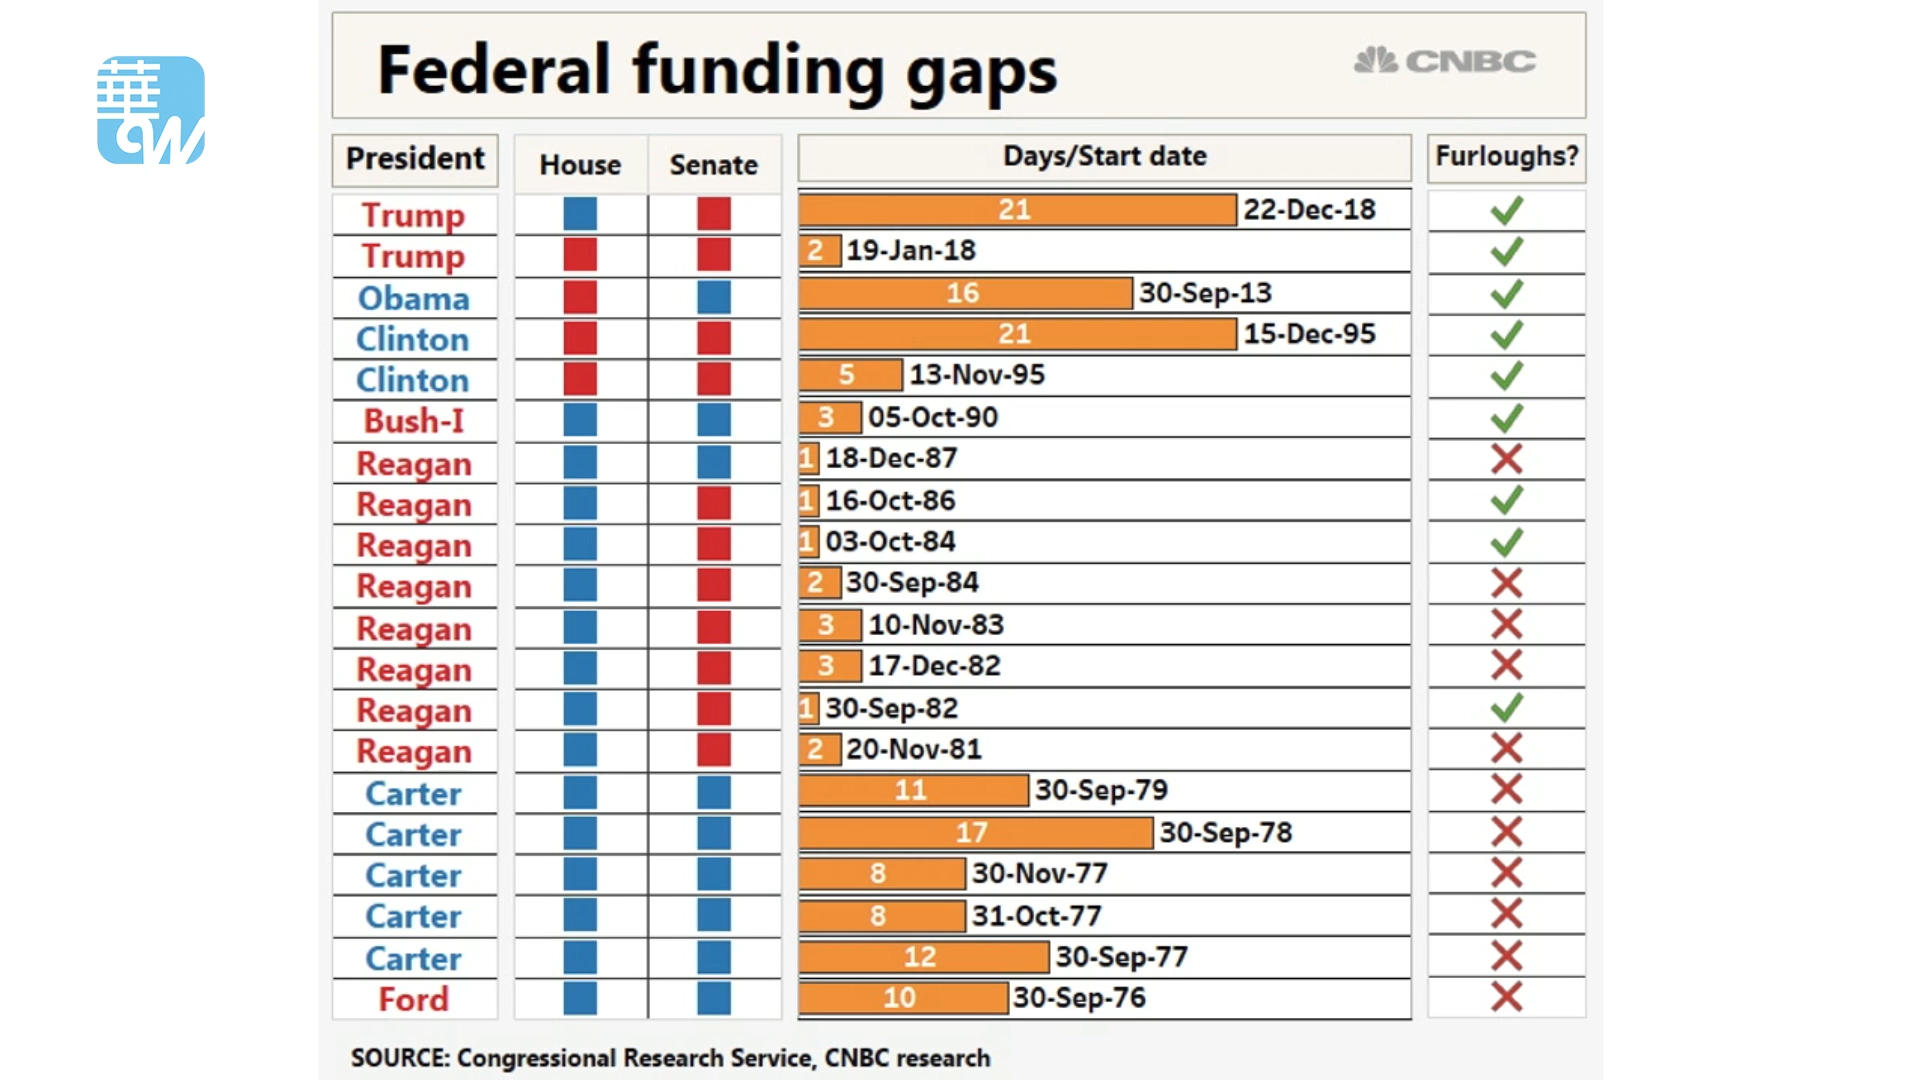 華
cw
Federal funding gaps
CNBC
President House Senate Days/Start date Furloughs?
Trump 21 22-Dec-18
Trump 2 19-Jan-18
Obama 16 30-Sep-13
Clinton 21 15-Dec-95
Clinton 5 13-Nov-95
Bush-I 3 05-Oct-90
Reagan 1 18-Dec-87
Reagan 1 16-Oct-86
Reagan 1 03-Oct-84
Reagan 2 30-Sep-84
Reagan 3 10-Nov-83
Reagan 3 17-Dec-82
Reagan 1 30-Sep-82
Reagan 2 20-Nov-81
Carter 11 30-Sep-79
Carter 17 30-Sep-78
Carter 8 30-Nov-77
Carter 8 31-Oct-77
Carter 12 30-Sep-77
Ford 10 30-Sep-76
SOURCE: Congressional Research Service, CNBC research